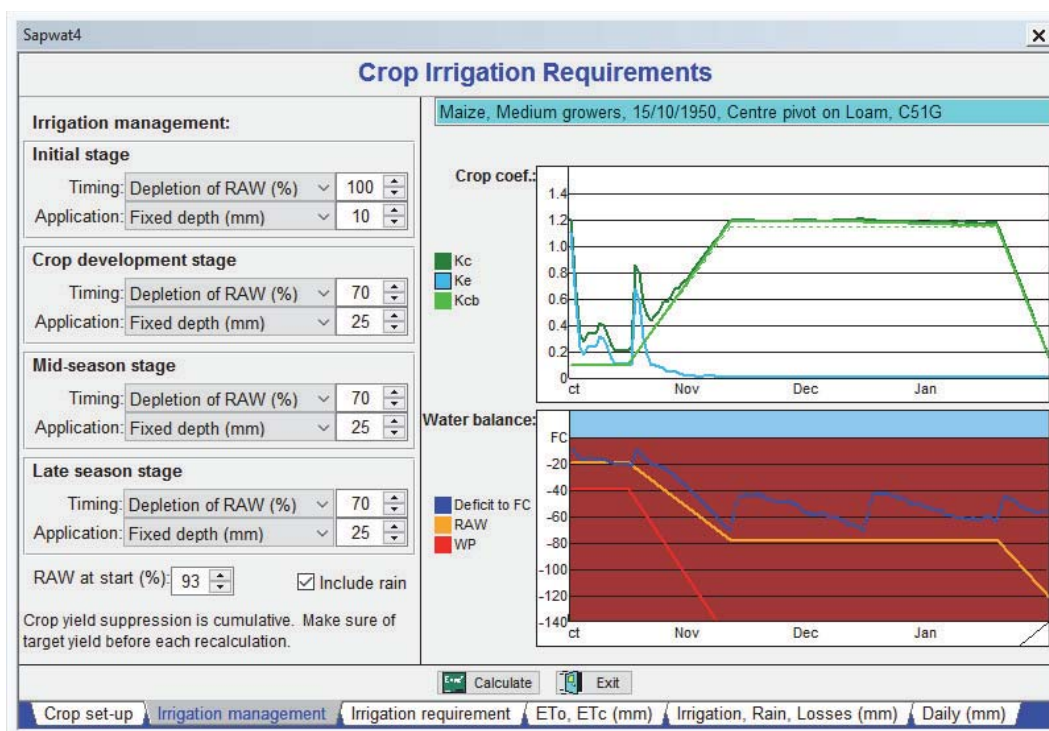 Sapwat4
Crop Irrigation Requirements
Irrigation management:
Initial stage
Timing: Depletion of RAW (%) 100
Application: Fixed depth (mm) 10
Crop development stage
Timing: Depletion of RAW (%) 70
Application: Fixed depth (mm) 25
Mid-season stage
Timing: Depletion of RAW (%) 70
Application: Fixed depth (mm) 25
Late season stage
Timing: Depletion of RAW (%) 70
Application: Fixed depth (mm) 25
RAW at start (%): 93 Include rain
Crop yield suppression is cumulative. Make sure of
target yield before each recalculation.
Maize, Medium growers, 15/10/1950, Centre pivot on Loam, C51G
Crop coef.:
Kc
Ke
Kcb
1.4
1.2
1.0
0.8
0.6
0.4
0.2
0
ct Nov Dec Jan
Water balance:
Deficit to FC
RAW
WP
FC
-20
-40
-60
-80
-100
-120
-140
ct Nov Dec Jan
Calculate Exit
Crop set-up Irrigation management Irrigation requirement ETo, ETc (mm) Irrigation, Rain, Losses (mm) Daily (mm)